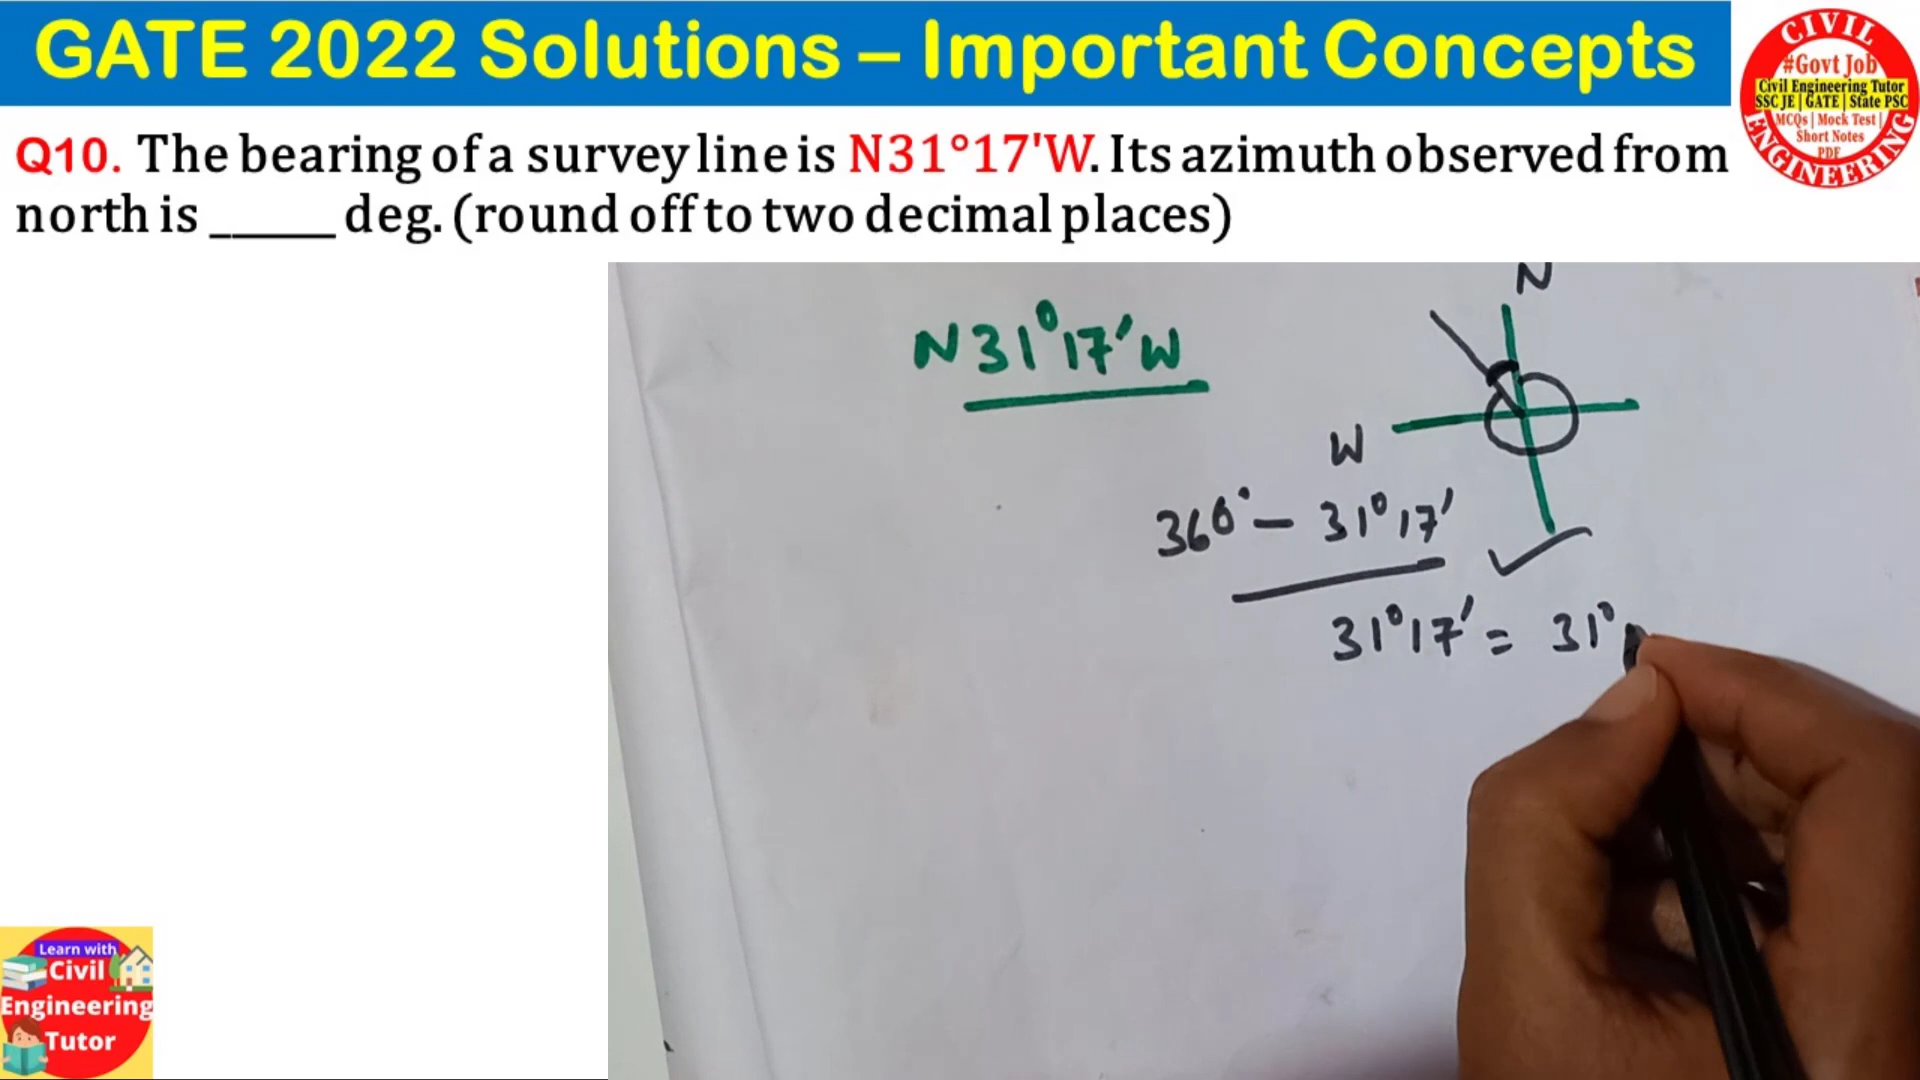 GATE 2022 Solutions – Important Concepts
CIVIL
#Govt Job
Civil Engineering Tutor
SSC JE | GATE | State PSC
MCQs | Mock Test |
Short Notes
PDF
ENGINEERING
Q10. The bearing of a survey line is N31°17'W. Its azimuth observed from
north is ______ deg. (round off to two decimal places)
N
N31°17'W
W
360° – 31°17'
31°17' = 31°
Learn with
Civil
Engineering
Tutor